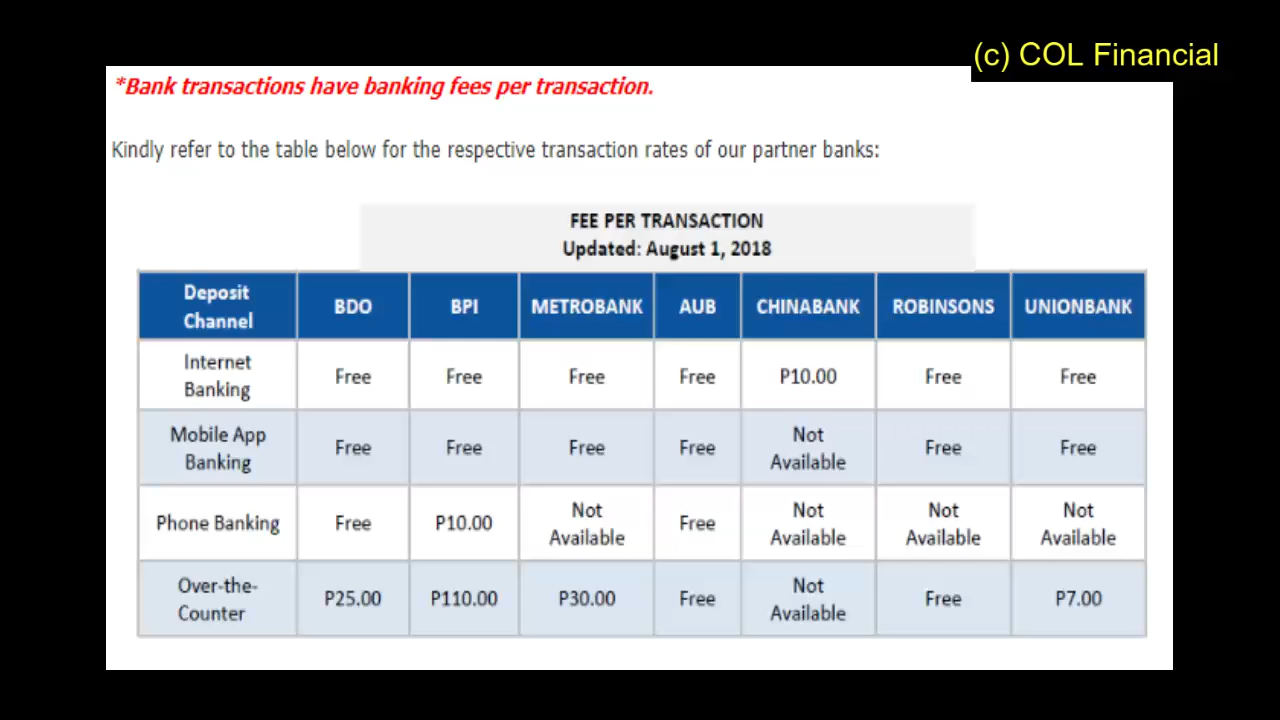 (c) COL Financial
*Bank transactions have banking fees per transaction.
Kindly refer to the table below for the respective transaction rates of our partner banks:
FEE PER TRANSACTION
Updated: August 1, 2018
Deposit Channel BDO BPI METROBANK AUB CHINABANK ROBINSONS UNIONBANK
Internet Banking Free Free Free Free P10.00 Free Free
Mobile App Banking Free Free Free Free Not Available Free Free
Phone Banking Free P10.00 Not Available Free Not Available Not Available Not Available
Over-the-Counter P25.00 P110.00 P30.00 Free Not Available Free P7.00